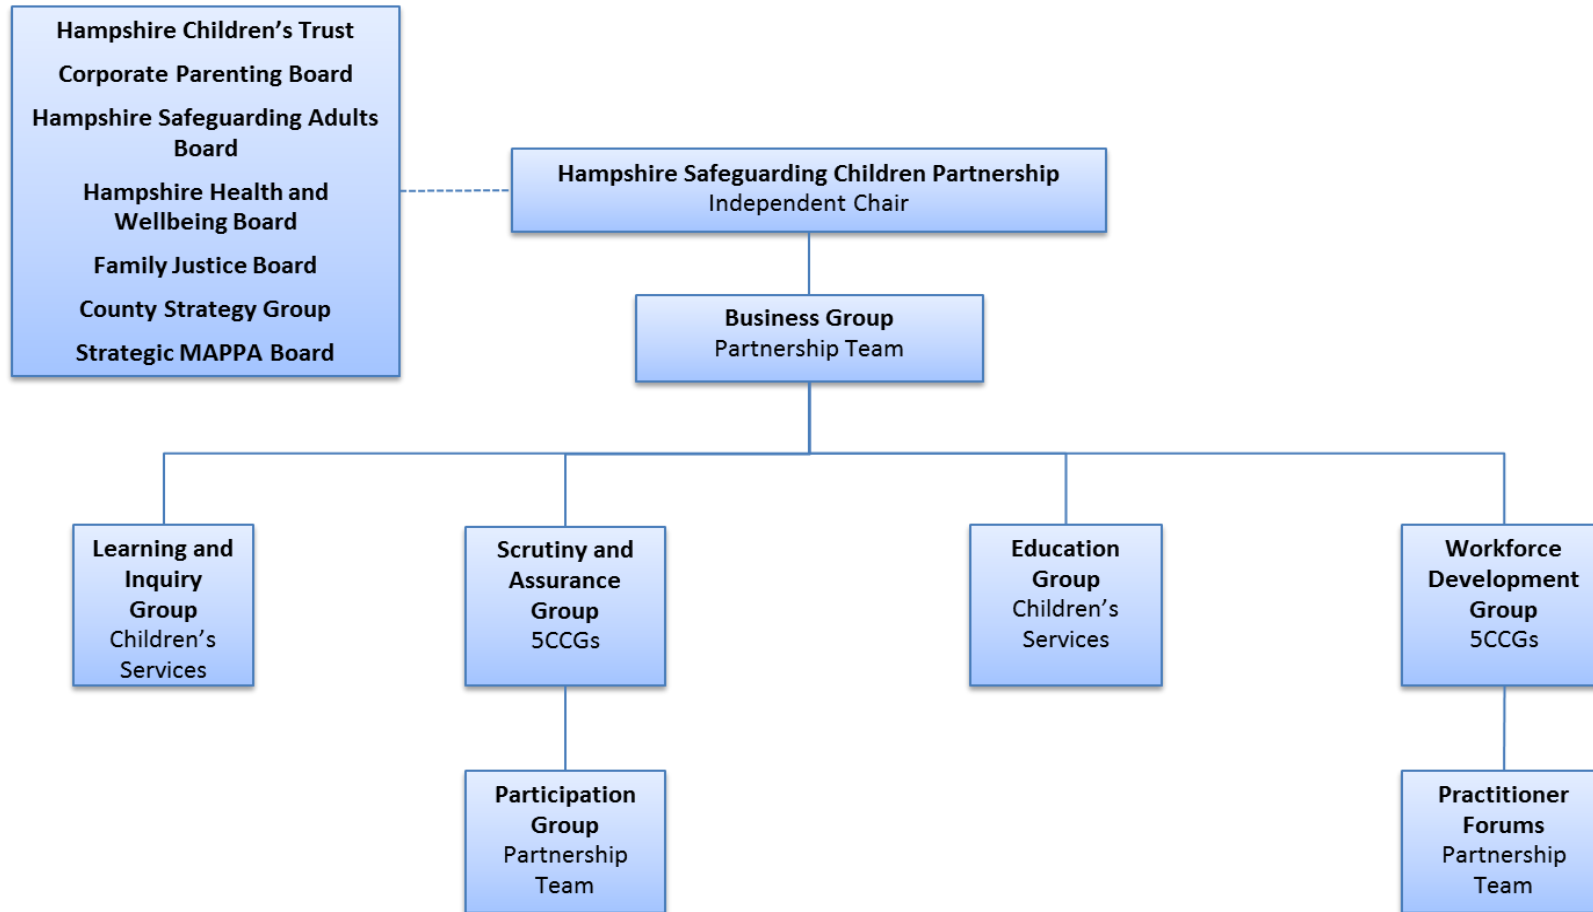 Hampshire Children’s Trust
Corporate Parenting Board
Hampshire Safeguarding Adults
Board
Hampshire Health and
Wellbeing Board
Family Justice Board
County Strategy Group
Strategic MAPPA Board
Hampshire Safeguarding Children Partnership
Independent Chair
Business Group
Partnership Team
Learning and
Inquiry
Group
Children’s
Services
Scrutiny and
Assurance
Group
5CCGs
Education
Group
Children’s
Services
Workforce
Development
Group
5CCGs
Participation
Group
Partnership
Team
Practitioner
Forums
Partnership
Team